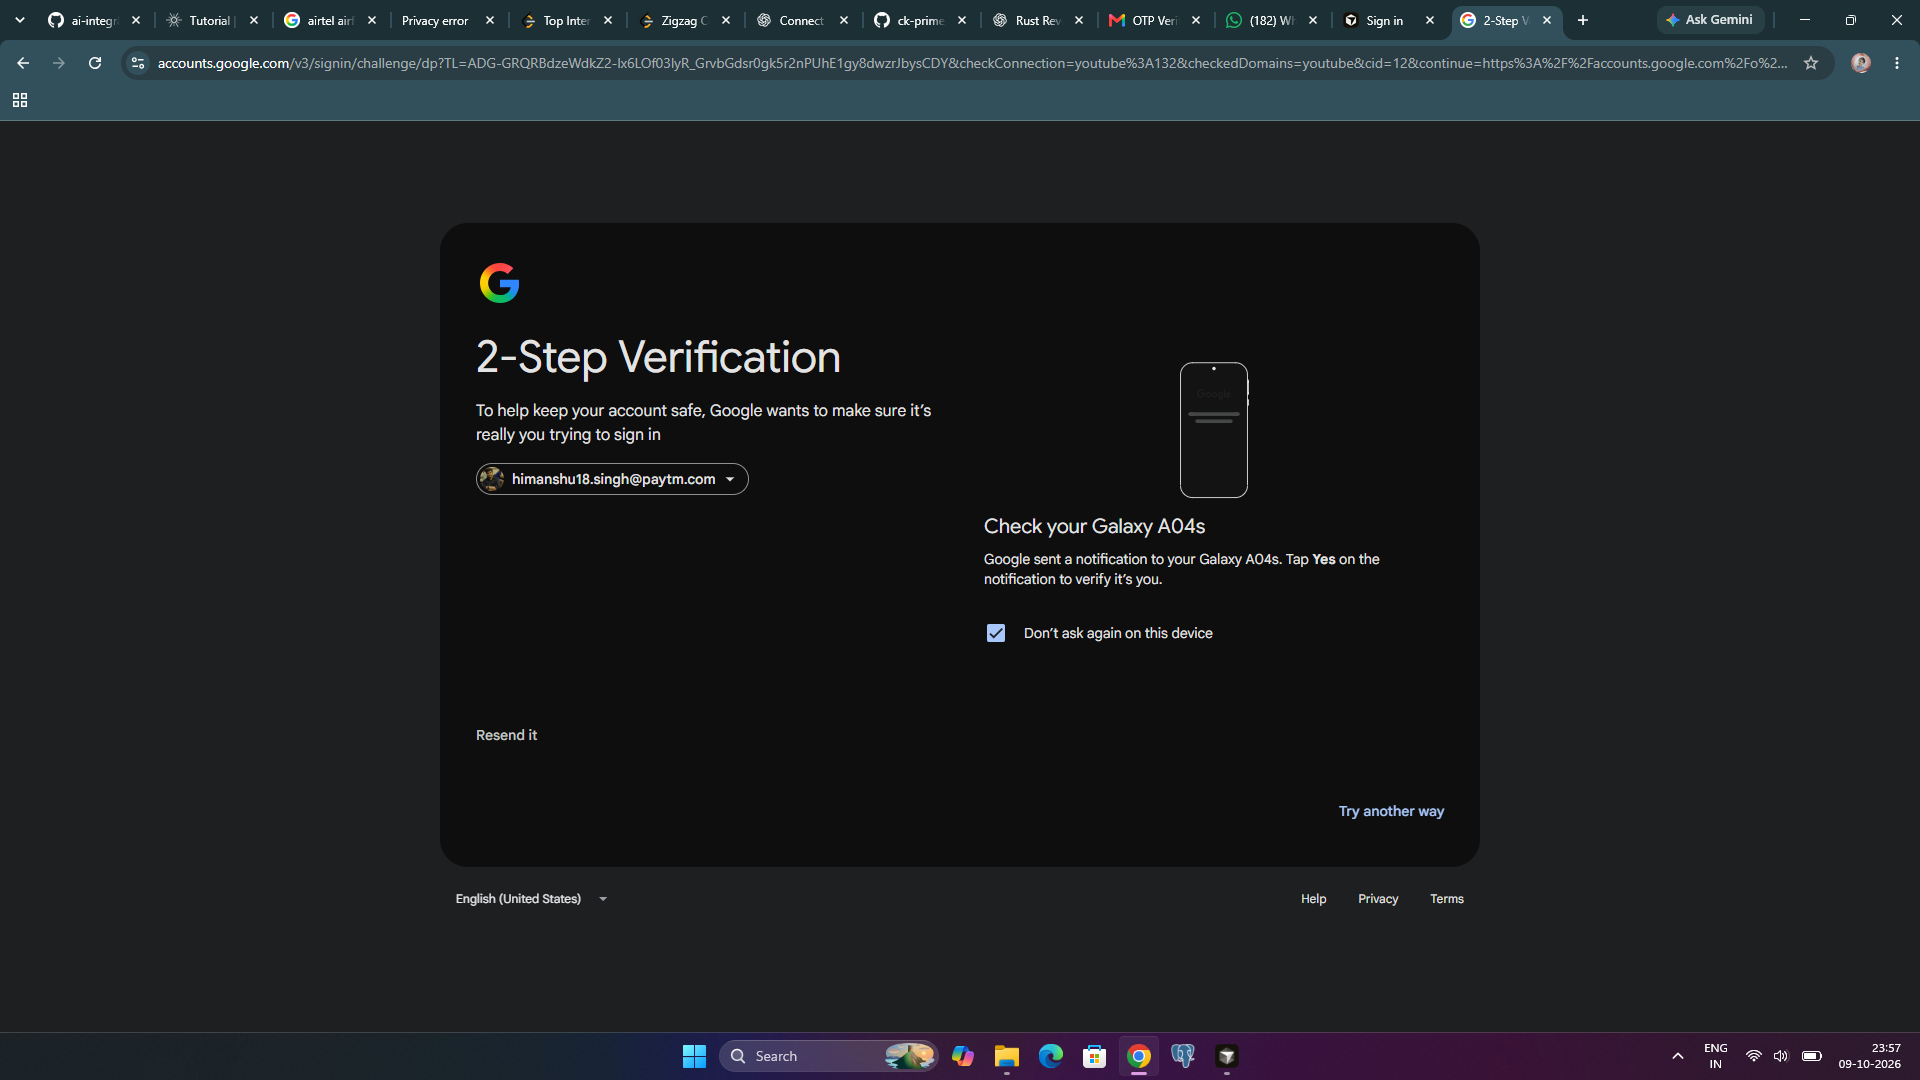 ai-integr
Tutorial
airtel airf
Privacy error
Top Inter
Zigzag C
Connect
ck-prime
Rust Rev
OTP Veri
(182) Wh
Sign in
2-Step V
Ask Gemini
accounts.google.com/v3/signin/challenge/dp?TL=ADG-GRQRBdzeWdkZ2-Ix6LOf03IyR_GrvbGdsr0gk5r2nPUhE1gy8dwzrJbysCDY&checkConnection=youtube%3A132&checkedDomains=youtube&cid=12&continue=https%3A%2F%2Faccounts.google.com%2Fo%2...
2-Step Verification
To help keep your account safe, Google wants to make sure it's
really you trying to sign in
himanshu18.singh@paytm.com
Google
Check your Galaxy A04s
Google sent a notification to your Galaxy A04s. Tap Yes on the
notification to verify it's you.
Don't ask again on this device
Resend it
Try another way
English (United States)
Help
Privacy
Terms
Search
ENG
IN
23:57
09-10-2026